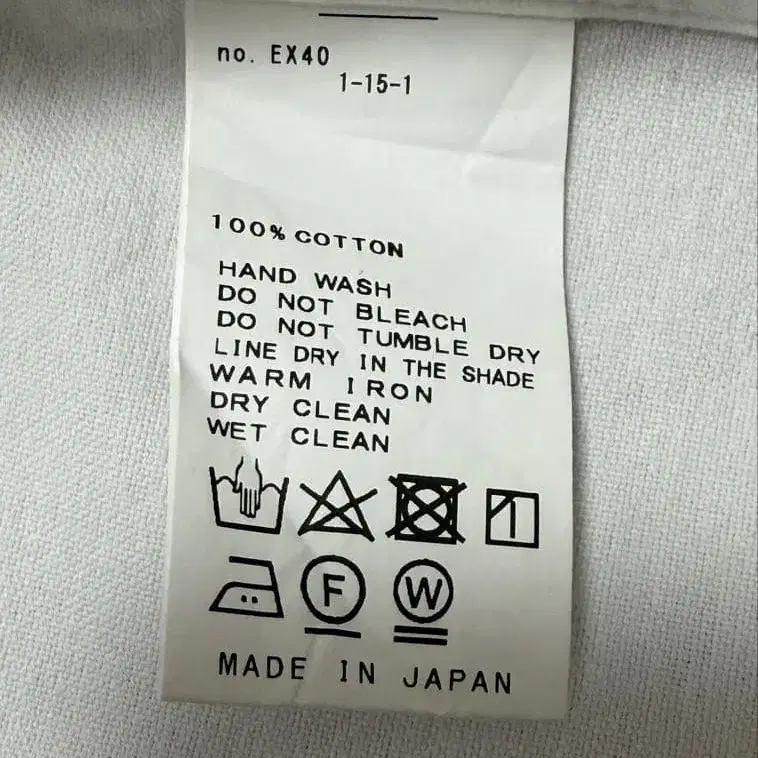 no. EX40
1-15-1
100% COTTON
HAND WASH
DO NOT BLEACH
DO NOT TUMBLE DRY
LINE DRY IN THE SHADE
WARM IRON
DRY CLEAN
WET CLEAN
F
W
MADE IN JAPAN